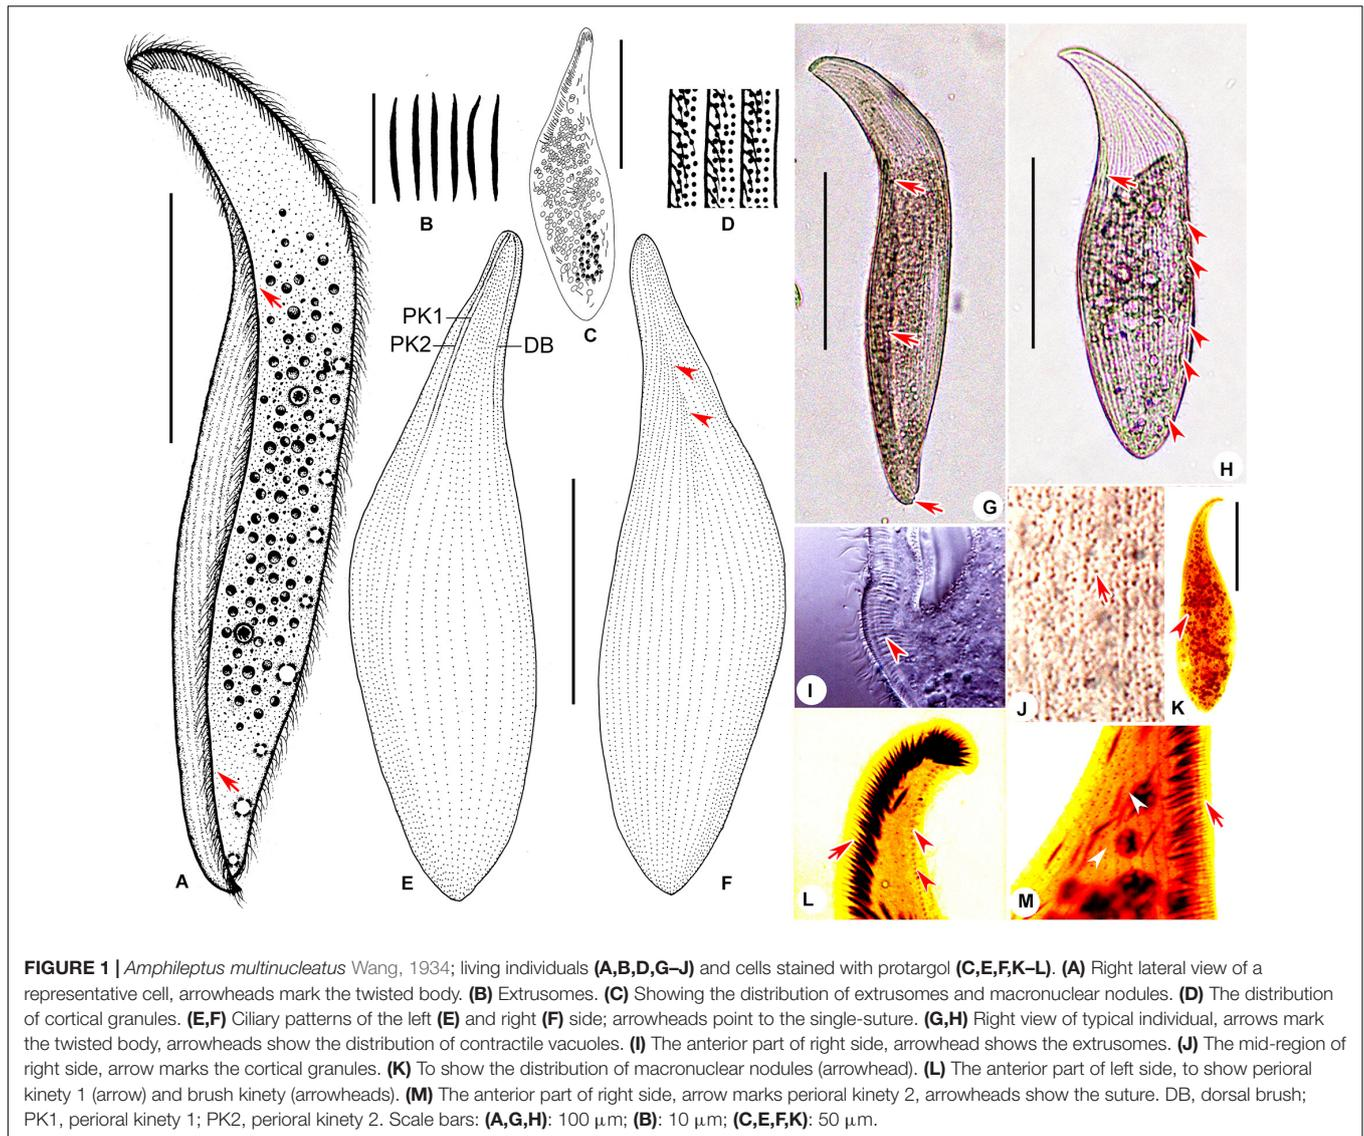 B
D
C
PK1
PK2
DB
A
E
F
G
H
I
J
K
L
M
FIGURE 1 | Amphileptus multinucleatus Wang, 1934; living individuals (A,B,D,G–J) and cells stained with protargol (C,E,F,K–L). (A) Right lateral view of a
representative cell, arrowheads mark the twisted body. (B) Extrusomes. (C) Showing the distribution of extrusomes and macronuclear nodules. (D) The distribution
of cortical granules. (E,F) Ciliary patterns of the left (E) and right (F) side; arrowheads point to the single-suture. (G,H) Right view of typical individual, arrows mark
the twisted body, arrowheads show the distribution of contractile vacuoles. (I) The anterior part of right side, arrowhead shows the extrusomes. (J) The mid-region of
right side, arrow marks the cortical granules. (K) To show the distribution of macronuclear nodules (arrowhead). (L) The anterior part of left side, to show perioral
kinety 1 (arrow) and brush kinety (arrowheads). (M) The anterior part of right side, arrow marks perioral kinety 2, arrowheads show the suture. DB, dorsal brush;
PK1, perioral kinety 1; PK2, perioral kinety 2. Scale bars: (A,G,H): 100 μm; (B): 10 μm; (C,E,F,K): 50 μm.